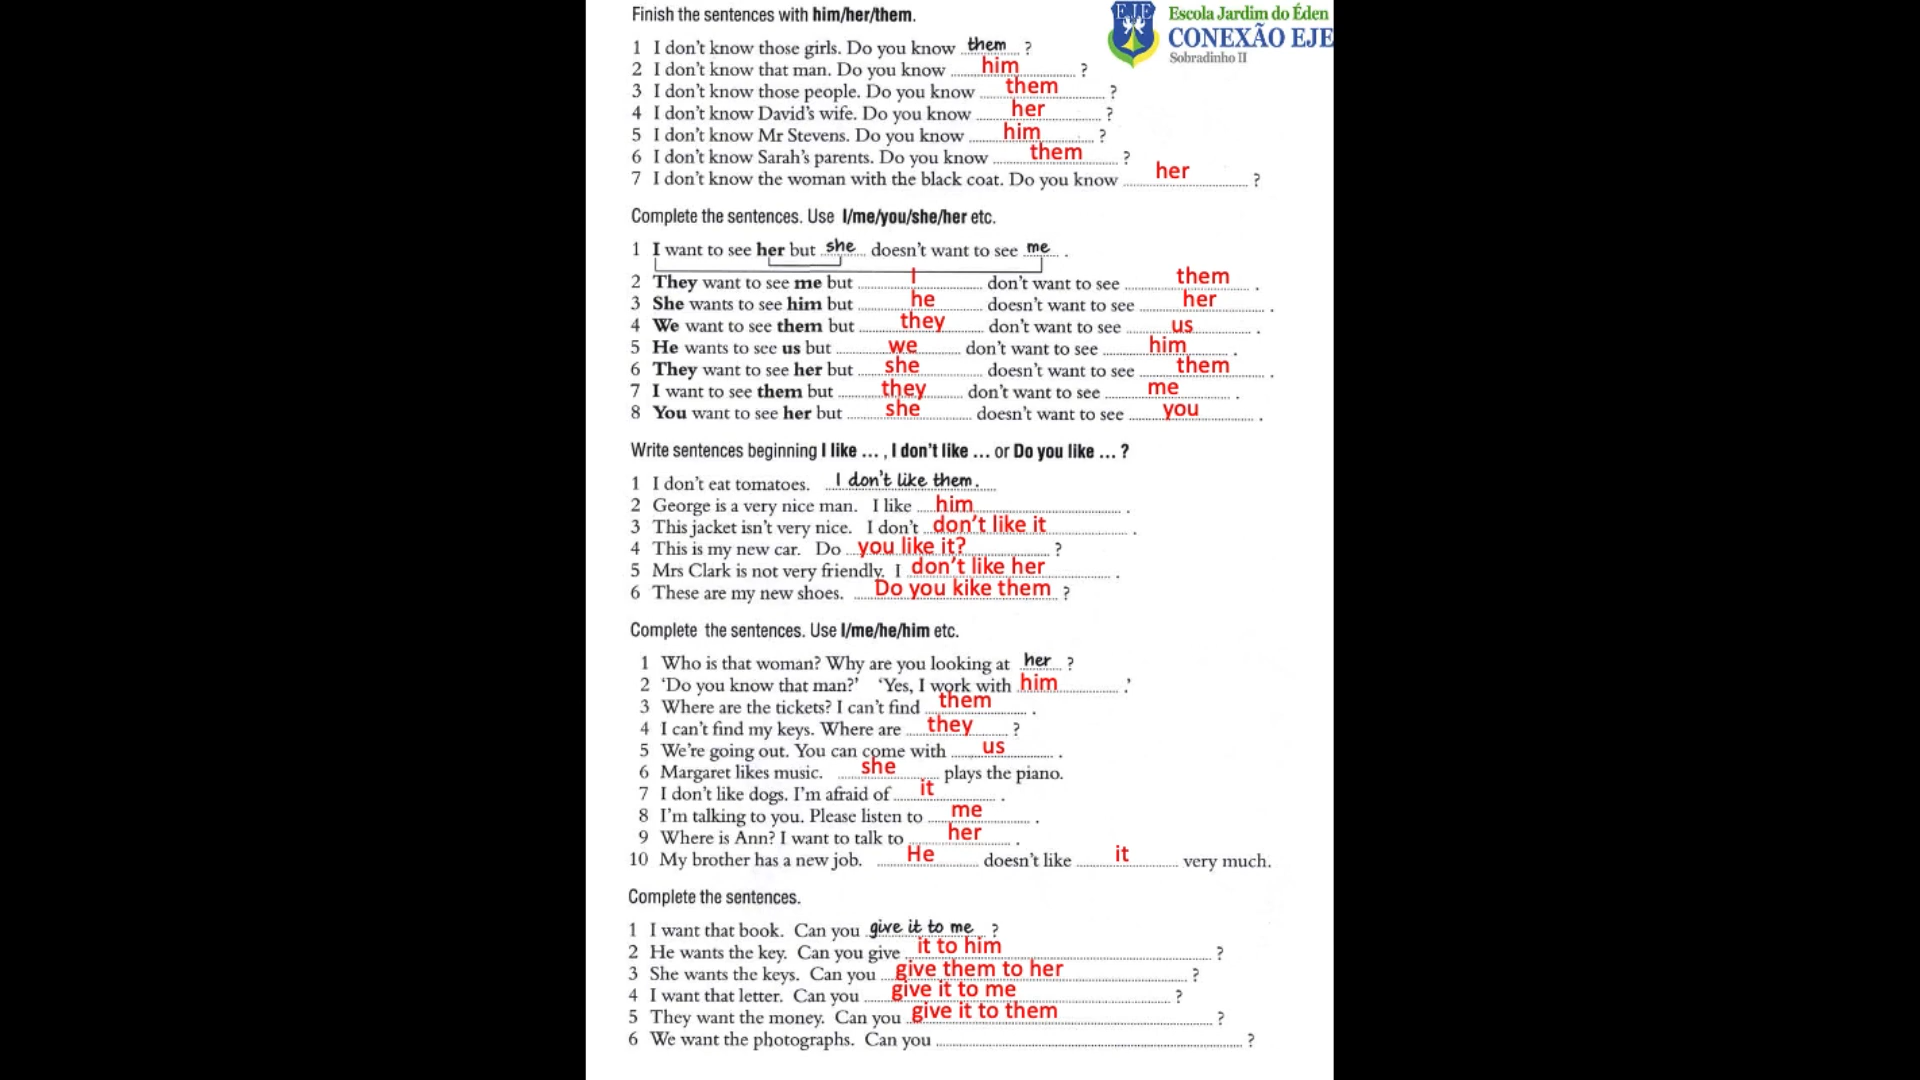 Finish the sentences with him/her/them.
Escola Jardim do Éden
CONEXÃO EJE
Sobradinho II
EJE
1 I don't know those girls. Do you know them ?
2 I don't know that man. Do you know him ?
3 I don't know those people. Do you know them ?
4 I don't know David's wife. Do you know her ?
5 I don't know Mr Stevens. Do you know him ?
6 I don't know Sarah's parents. Do you know them ?
7 I don't know the woman with the black coat. Do you know her ?
Complete the sentences. Use I/me/you/she/her etc.
1 I want to see her but she doesn't want to see me .
2 They want to see me but I don't want to see them .
3 She wants to see him but he doesn't want to see her .
4 We want to see them but they don't want to see us .
5 He wants to see us but we don't want to see him .
6 They want to see her but she doesn't want to see them .
7 I want to see them but they don't want to see me .
8 You want to see her but she doesn't want to see you .
Write sentences beginning I like ... , I don't like ... or Do you like ... ?
1 I don't eat tomatoes. I don't like them.
2 George is a very nice man. I like him .
3 This jacket isn't very nice. I don't don't like it .
4 This is my new car. Do you like it? ?
5 Mrs Clark is not very friendly. I don't like her .
6 These are my new shoes. Do you kike them ?
Complete the sentences. Use I/me/he/him etc.
1 Who is that woman? Why are you looking at her ?
2 'Do you know that man?' 'Yes, I work with him .'
3 Where are the tickets? I can't find them .
4 I can't find my keys. Where are they ?
5 We're going out. You can come with us .
6 Margaret likes music. she plays the piano.
7 I don't like dogs. I'm afraid of it .
8 I'm talking to you. Please listen to me .
9 Where is Ann? I want to talk to her .
10 My brother has a new job. He doesn't like it very much.
Complete the sentences.
1 I want that book. Can you give it to me ?
2 He wants the key. Can you give it to him ?
3 She wants the keys. Can you give them to her ?
4 I want that letter. Can you give it to me ?
5 They want the money. Can you give it to them ?
6 We want the photographs. Can you ?